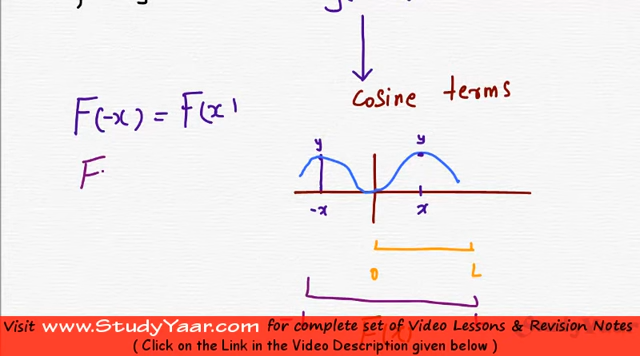 cosine terms
F(-x) = F(x)
F
y y
-x x
0 L
Visit www.StudyYaar.com for complete set of Video Lessons & Revision Notes
( Click on the Link in the Video Description given below )